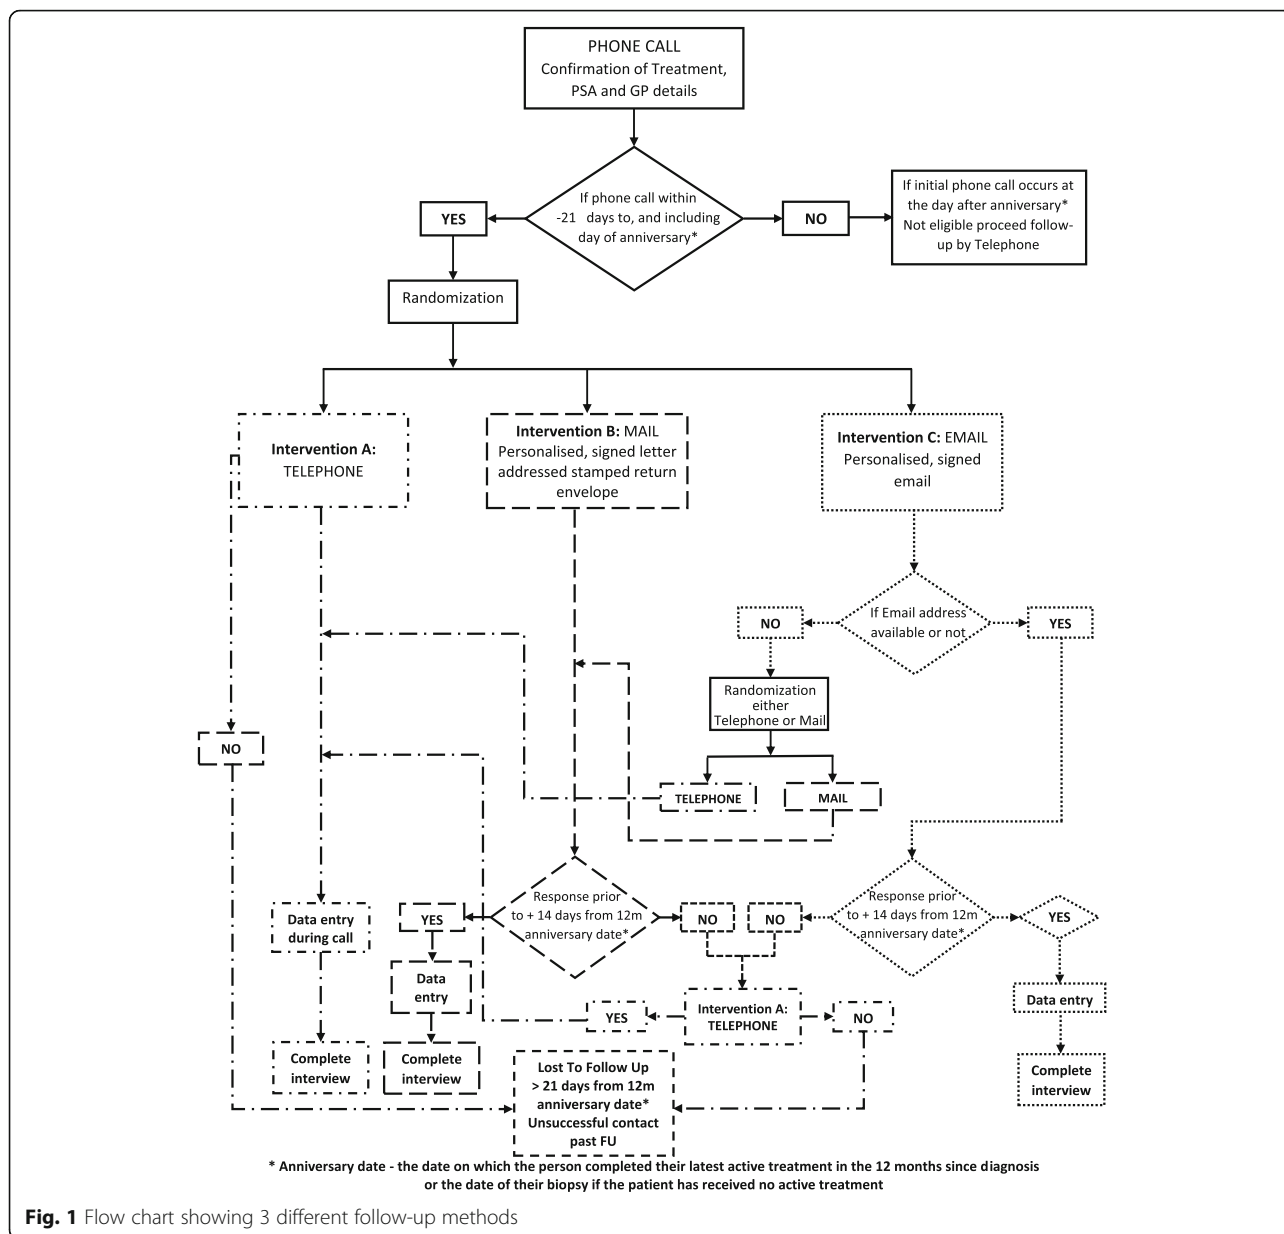 PHONE CALL
Confirmation of Treatment,
PSA and GP details
If phone call within
-21 days to, and including
day of anniversary*
YES
NO
If initial phone call occurs at
the day after anniversary*
Not eligible proceed follow-
up by Telephone
Randomization
Intervention A:
TELEPHONE
Intervention B: MAIL
Personalised, signed letter
addressed stamped return
envelope
Intervention C: EMAIL
Personalised, signed
email
If Email address
available or not
NO
YES
Randomization
either
Telephone or Mail
NO
TELEPHONE
MAIL
Response prior
to + 14 days from 12m
anniversary date*
YES
NO
NO
Response prior
to + 14 days from 12m
anniversary date*
YES
Data entry
during call
Data
entry
Intervention A:
TELEPHONE
YES
NO
Data entry
Complete
interview
Complete
interview
Lost To Follow Up
> 21 days from 12m
anniversary date*
Unsuccessful contact
past FU
Complete
interview
* Anniversary date - the date on which the person completed their latest active treatment in the 12 months since diagnosis
or the date of their biopsy if the patient has received no active treatment
Fig. 1 Flow chart showing 3 different follow-up methods